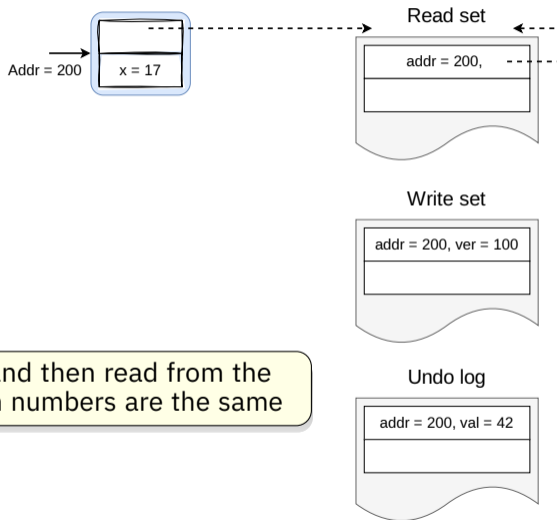 Read set
Addr = 200
x = 17
addr = 200,
Write set
addr = 200, ver = 100
then read from the
numbers are the same
Undo log
addr = 200, val = 42